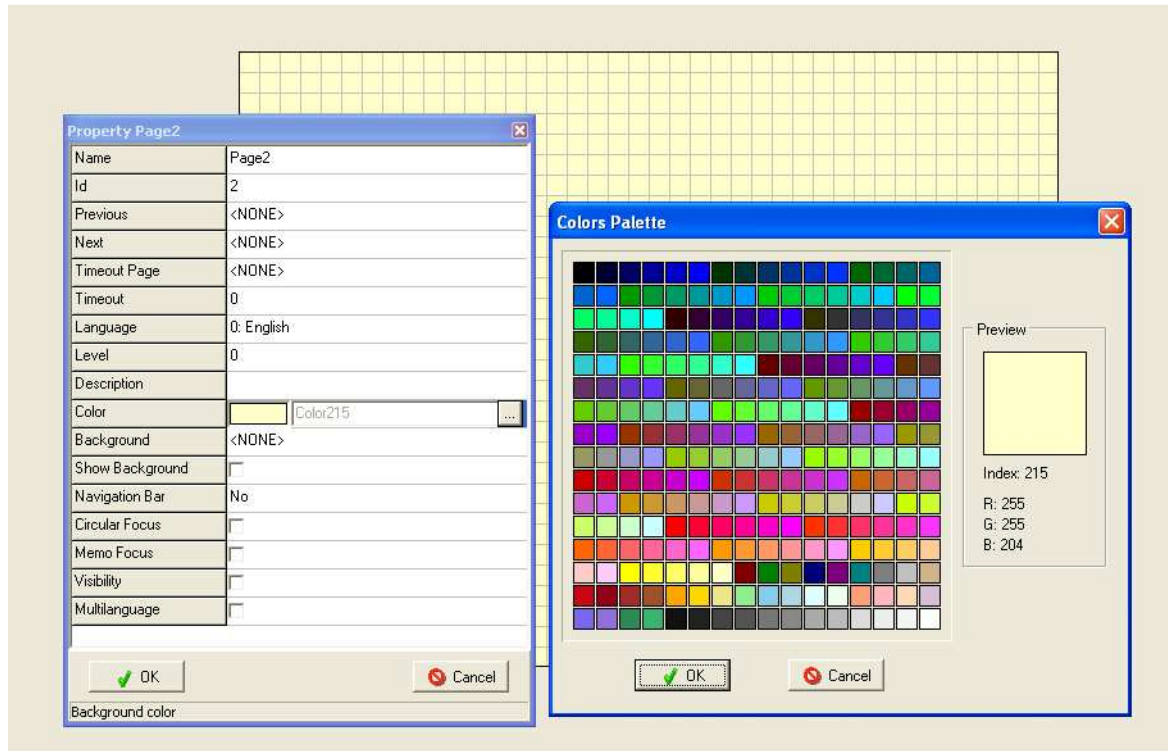 Property Page2
Name Page2
Id 2
Previous <NONE>
Next <NONE>
Timeout Page <NONE>
Timeout 0
Language 0: English
Level 0
Description
Color Color215 ...
Background <NONE>
Show Background
Navigation Bar No
Circular Focus
Memo Focus
Visibility
Multilanguage
OK Cancel
Background color
Colors Palette
Preview
Index: 215
R: 255
G: 255
B: 204
OK Cancel